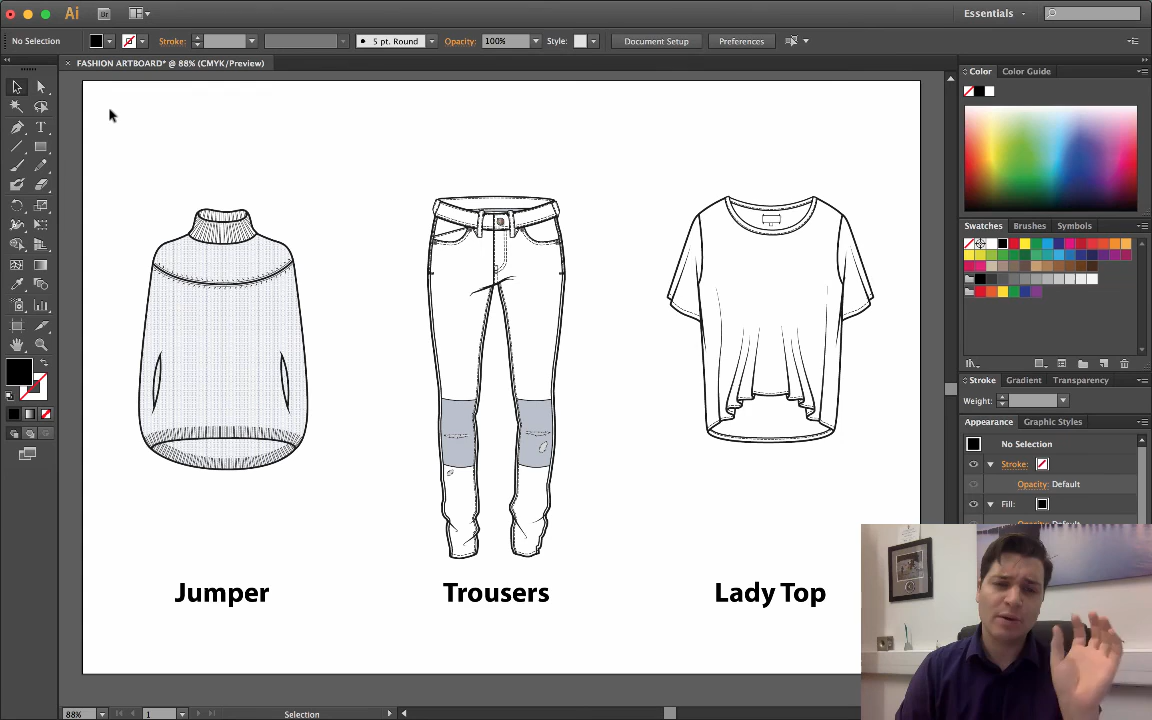 Ai Br Essentials
No Selection Stroke: 5 pt. Round Opacity: 100% Style: Document Setup Preferences
× FASHION ARTBOARD* @ 88% (CMYK/Preview)
Color Color Guide
Swatches Brushes Symbols
Stroke Gradient Transparency
Weight:
Appearance Graphic Styles
No Selection
Stroke:
Opacity: Default
Fill:
Jumper Trousers Lady Top
88% 1 Selection